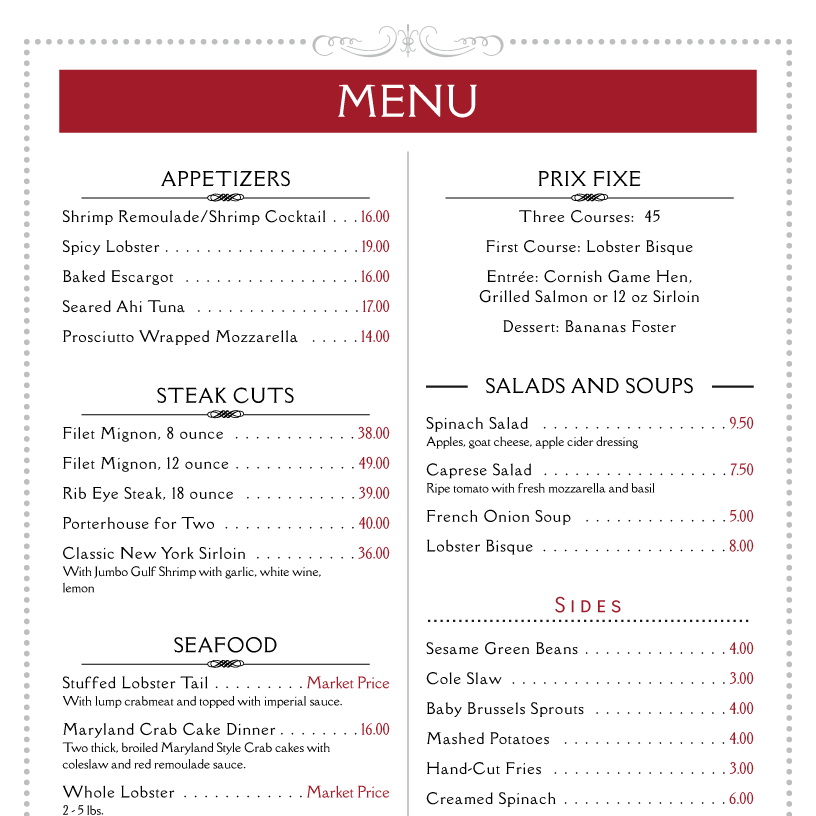 MENU
APPETIZERS
Shrimp Remoulade/Shrimp Cocktail . . . 16.00
Spicy Lobster . . . . . . . . . . . . . . . . . . . . 19.00
Baked Escargot . . . . . . . . . . . . . . . . . . 16.00
Seared Ahi Tuna . . . . . . . . . . . . . . . . . 17.00
Prosciutto Wrapped Mozzarella . . . . . 14.00
STEAK CUTS
Filet Mignon, 8 ounce . . . . . . . . . . . . . 38.00
Filet Mignon, 12 ounce . . . . . . . . . . . . . 49.00
Rib Eye Steak, 18 ounce . . . . . . . . . . . . 39.00
Porterhouse for Two . . . . . . . . . . . . . . 40.00
Classic New York Sirloin . . . . . . . . . . . 36.00
With Jumbo Gulf Shrimp with garlic, white wine,
lemon
SEAFOOD
Stuffed Lobster Tail . . . . . . . . . Market Price
With lump crabmeat and topped with imperial sauce.
Maryland Crab Cake Dinner . . . . . . . . 16.00
Two thick, broiled Maryland Style Crab cakes with
coleslaw and red remoulade sauce.
Whole Lobster . . . . . . . . . . . . Market Price
2 - 5 lbs.
PRIX FIXE
Three Courses: 45
First Course: Lobster Bisque
Entrée: Cornish Game Hen,
Grilled Salmon or 12 oz Sirloin
Dessert: Bananas Foster
SALADS AND SOUPS
Spinach Salad . . . . . . . . . . . . . . . . . . 9.50
Apples, goat cheese, apple cider dressing
Caprese Salad . . . . . . . . . . . . . . . . . . 7.50
Ripe tomato with fresh mozzarella and basil
French Onion Soup . . . . . . . . . . . . . . 5.00
Lobster Bisque . . . . . . . . . . . . . . . . . . 8.00
SIDES
Sesame Green Beans . . . . . . . . . . . . . . 4.00
Cole Slaw . . . . . . . . . . . . . . . . . . . . . 3.00
Baby Brussels Sprouts . . . . . . . . . . . . . 4.00
Mashed Potatoes . . . . . . . . . . . . . . . . 4.00
Hand-Cut Fries . . . . . . . . . . . . . . . . . 3.00
Creamed Spinach . . . . . . . . . . . . . . . . 6.00